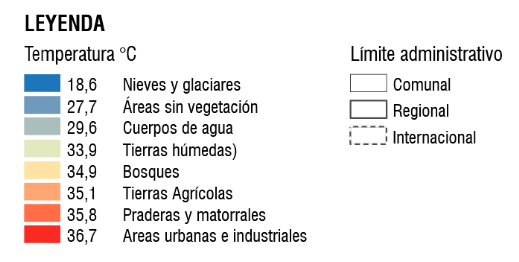 LEYENDA
Temperatura °C
18,6 Nieves y glaciares
27,7 Áreas sin vegetación
29,6 Cuerpos de agua
33,9 Tierras húmedas)
34,9 Bosques
35,1 Tierras Agrícolas
35,8 Praderas y matorrales
36,7 Areas urbanas e industriales
Límite administrativo
Comunal
Regional
Internacional